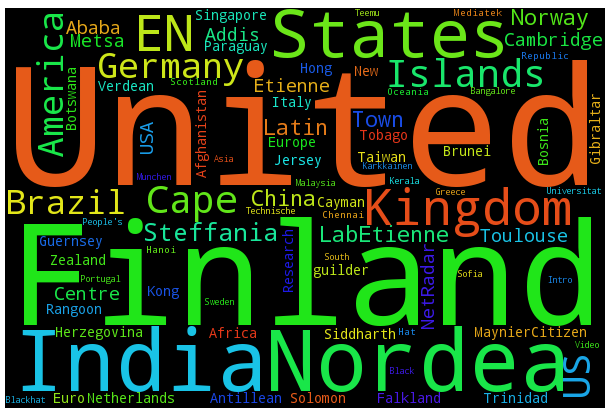 Ababa
EN
States
Singapore
Teemu
Mediatek
Norway
Addis
Paraguay
Cambridge
Metsa
America
Germany
Hong
New
Republic
Islands
Botswana
Verdean
Scotland
Etienne
Italy
Oceania
Bangalore
United
USA
Afghanistan
Latin
Town
Tobago
Gibraltar
Europe
Bosnia
Asia
Jersey
Taiwan
Brunei
Munchen
Karkkainen
Brazil
Cape
China
Malaysia
Cayman
Kerala
Greece
Universitat
Kingdom
People's
Technische
Chennai
Guernsey
Steffania
LabEtienne
Toulouse
Finland
Zealand
Hanoi
Research
South
guilder
NetRadar
Sofia
Portugal
Centre
Kong
Intro
Rangoon
Sweden
Herzegovina
Africa
Siddharth
Hat
MaynierCitizen
Video
India
Nordea
US
Black
Blackhat
Euro
Netherlands
Antillean
Solomon
Falkland
Trinidad